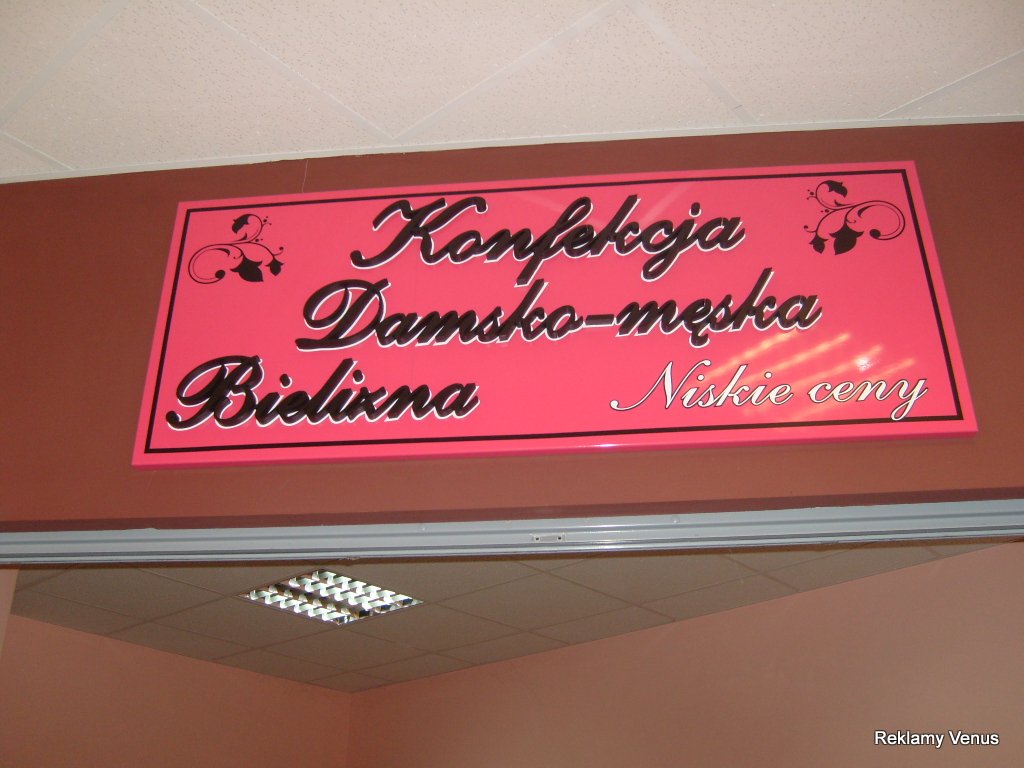 Konfekcja
Damsko-męska
Bielizna
Niskie ceny
Reklamy Venus